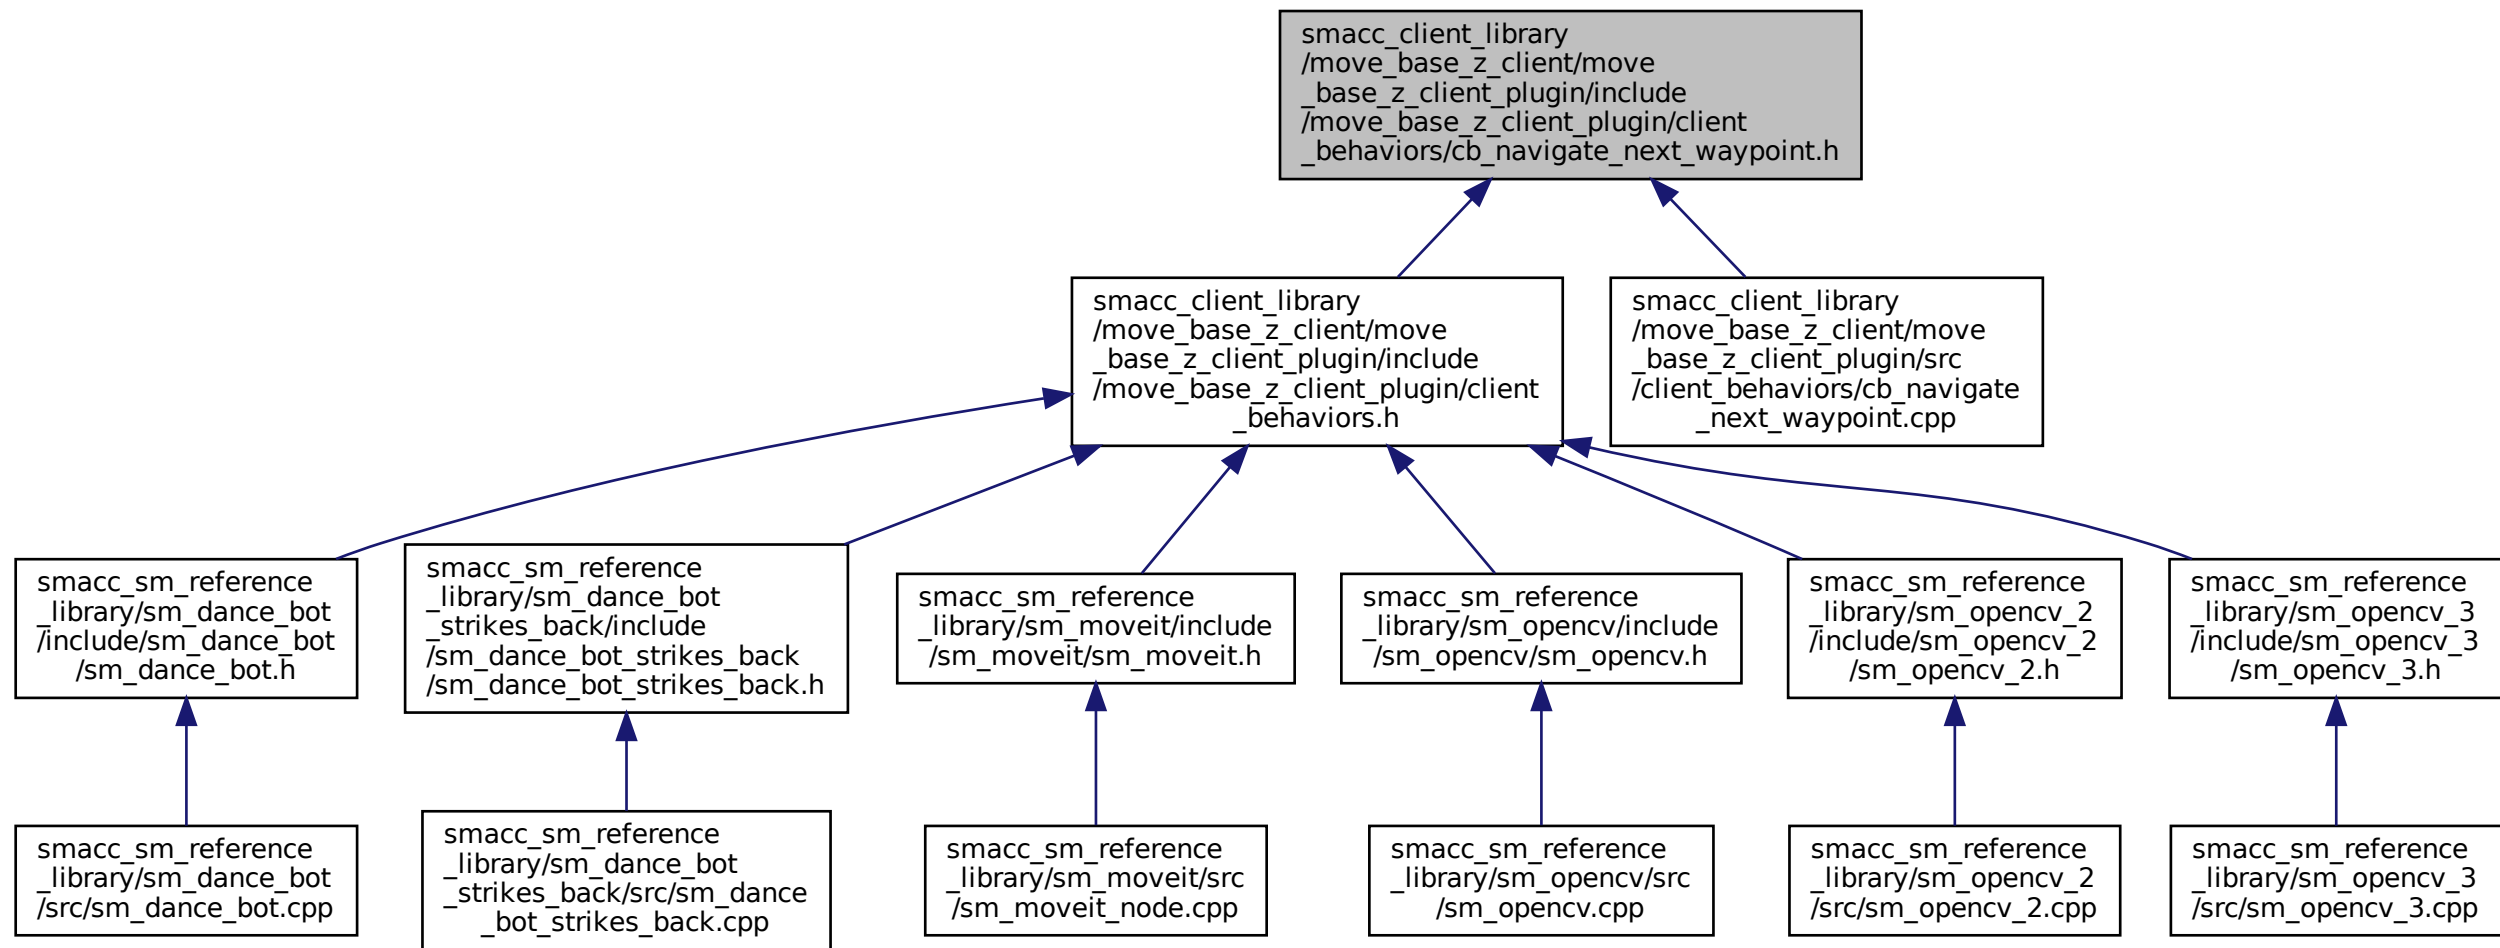 smacc_client_library
/move_base_z_client/move
_base_z_client_plugin/include
/move_base_z_client_plugin/client
_behaviors/cb_navigate_next_waypoint.h
smacc_client_library
/move_base_z_client/move
_base_z_client_plugin/include
/move_base_z_client_plugin/client
_behaviors.h
smacc_client_library
/move_base_z_client/move
_base_z_client_plugin/src
/client_behaviors/cb_navigate
_next_waypoint.cpp
smacc_sm_reference
_library/sm_dance_bot
/include/sm_dance_bot
/sm_dance_bot.h
smacc_sm_reference
_library/sm_dance_bot
_strikes_back/include
/sm_dance_bot_strikes_back
/sm_dance_bot_strikes_back.h
smacc_sm_reference
_library/sm_moveit/include
/sm_moveit/sm_moveit.h
smacc_sm_reference
_library/sm_opencv/include
/sm_opencv/sm_opencv.h
smacc_sm_reference
_library/sm_opencv_2
/include/sm_opencv_2
/sm_opencv_2.h
smacc_sm_reference
_library/sm_opencv_3
/include/sm_opencv_3
/sm_opencv_3.h
smacc_sm_reference
_library/sm_dance_bot
/src/sm_dance_bot.cpp
smacc_sm_reference
_library/sm_dance_bot
_strikes_back/src/sm_dance
_bot_strikes_back.cpp
smacc_sm_reference
_library/sm_moveit/src
/sm_moveit_node.cpp
smacc_sm_reference
_library/sm_opencv/src
/sm_opencv.cpp
smacc_sm_reference
_library/sm_opencv_2
/src/sm_opencv_2.cpp
smacc_sm_reference
_library/sm_opencv_3
/src/sm_opencv_3.cpp